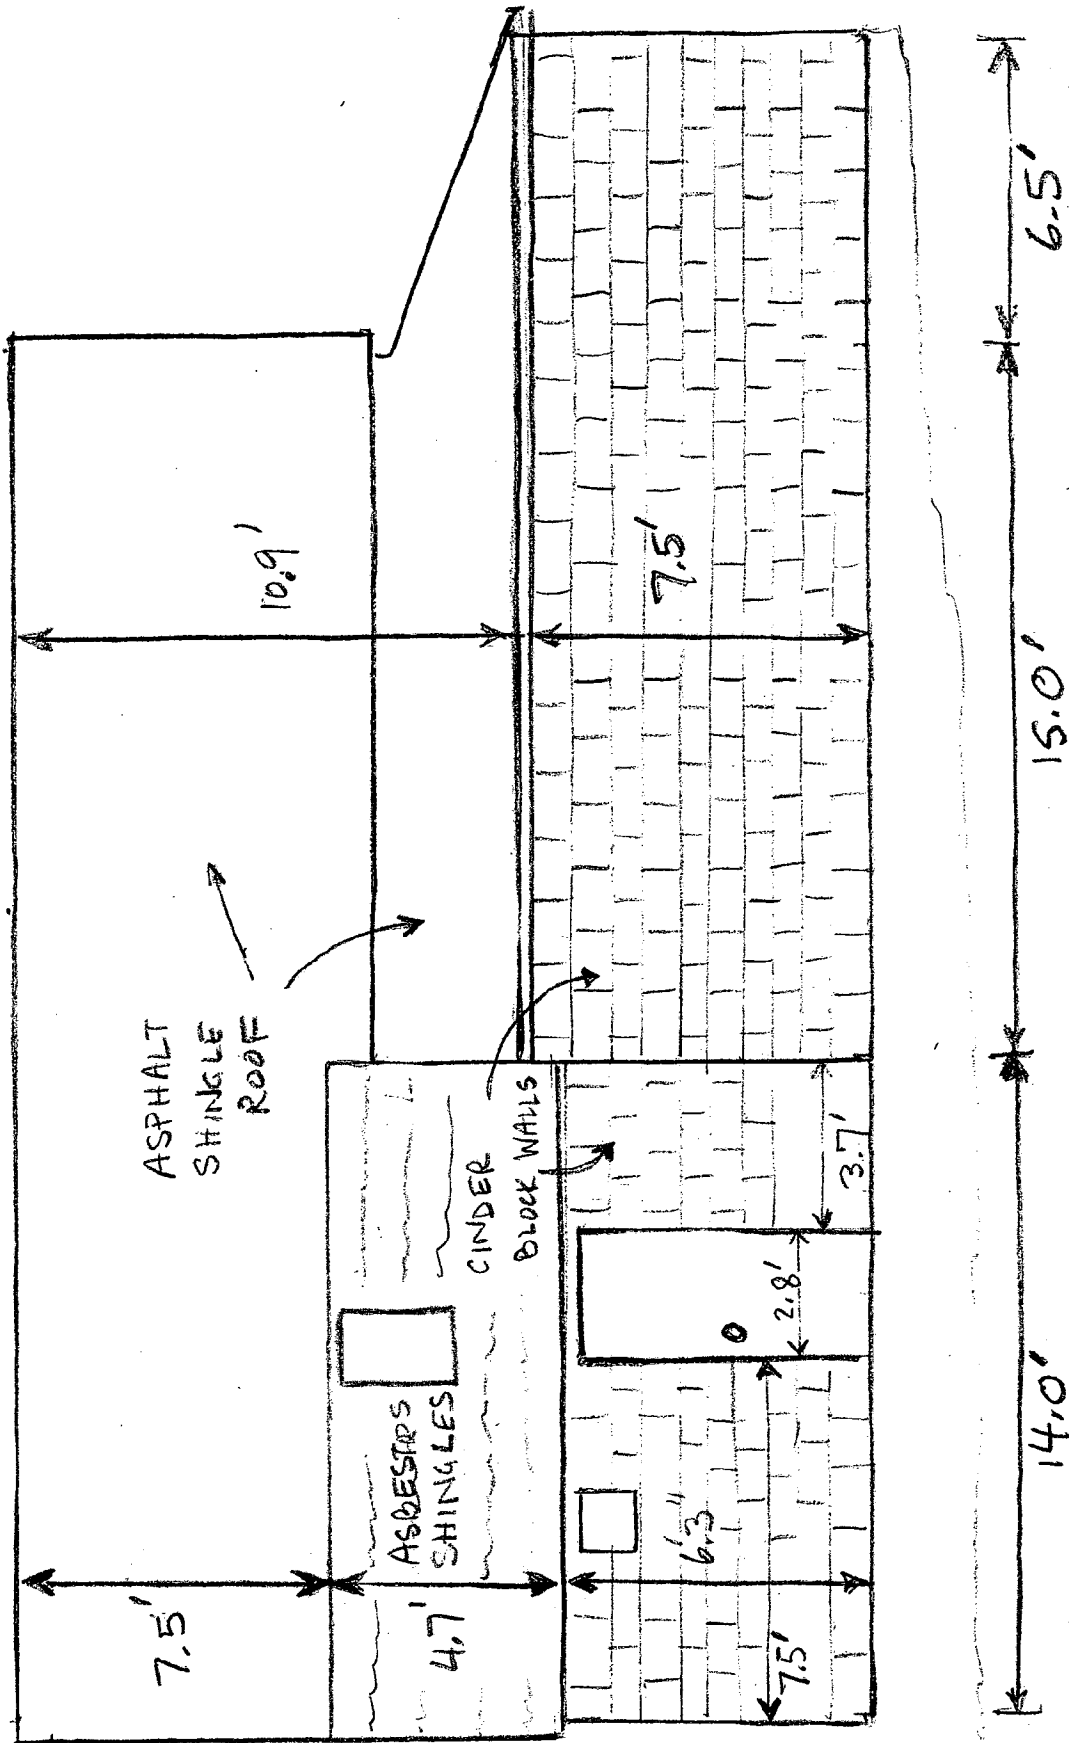 ASPHALT
SHINGLE
ROOF
10.9'
7.5'
4.7'
ASBESTOS
SHINGLES
CINDER
BLOCK WALLS
7.5'
6'.3"
7.5'
2.8'
3.7'
14.0'
15.0'
6.5'